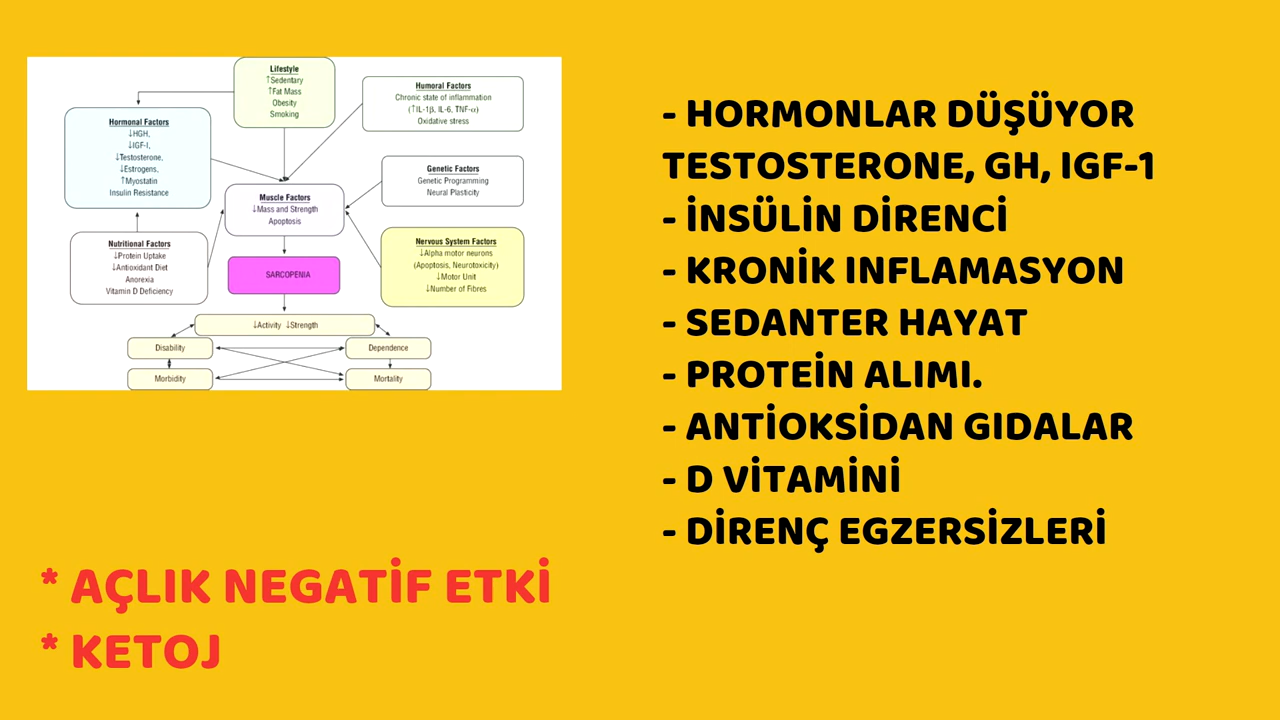 Lifestyle
↑Sedentary
↑Fat Mass
Obesity
Smoking
Humoral Factors
Chronic state of inflammation
(↑IL-1β, IL-6, TNF-α)
Oxidative stress
Hormonal Factors
↓HGH,
↓IGF-I,
↓Testosterone,
↓Estrogens,
↑Myostatin
Insulin Resistance
Genetic Factors
Genetic Programming
Neural Plasticity
Muscle Factors
↓Mass and Strength
Apoptosis
Nutritional Factors
↓Protein Uptake
↓Antioxidant Diet
Anorexia
Vitamin D Deficiency
Nervous System Factors
↓Alpha motor neurons
(Apoptosis, Neurotoxicity)
↓Motor Unit
↓Number of Fibres
SARCOPENIA
↓Activity ↓Strength
Disability
Dependence
Morbidity
Mortality
- HORMONLAR DÜŞÜYOR
TESTOSTERONE, GH, IGF-1
- İNSÜLİN DİRENCİ
- KRONİK INFLAMASYON
- SEDANTER HAYAT
- PROTEİN ALIMI.
- ANTİOKSİDAN GIDALAR
- D VİTAMİNİ
- DİRENÇ EGZERSİZLERİ
* AÇLIK NEGATİF ETKİ
* KETOJ